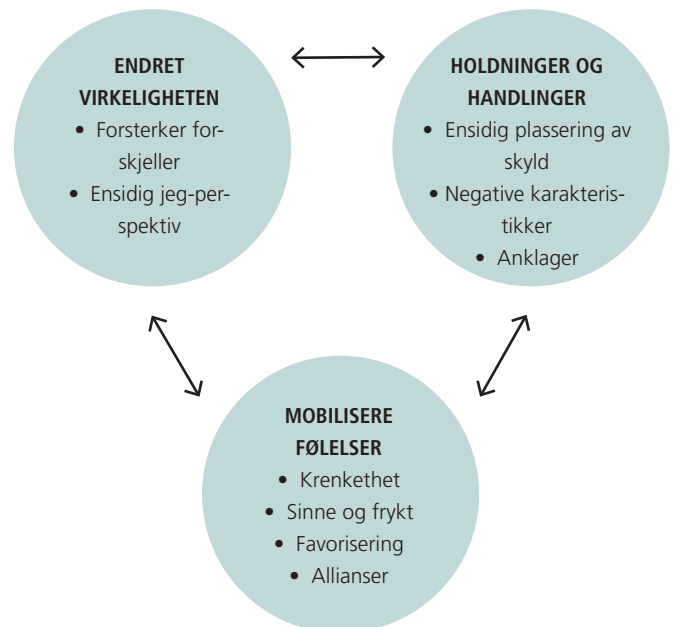 ENDRET
VIRKELIGHETEN
• Forsterker for-
skjeller
• Ensidig jeg-per-
spektiv
HOLDNINGER OG
HANDLINGER
• Ensidig plassering av
skyld
• Negative karakteris-
tikker
• Anklager
MOBILISERE
FØLELSER
• Krenkethet
• Sinne og frykt
• Favorisering
• Allianser